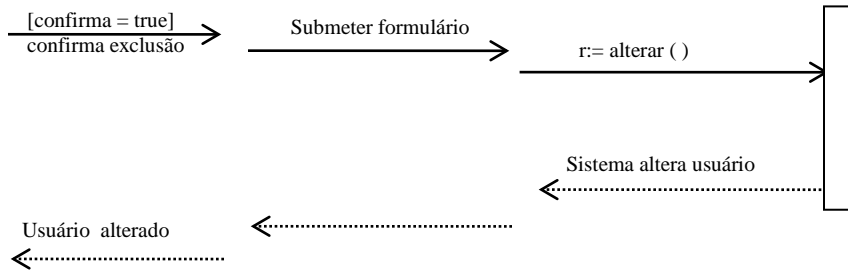 [confirma = true]
confirma exclusão
Submeter formulário
r:= alterar ( )
Sistema altera usuário
Usuário alterado